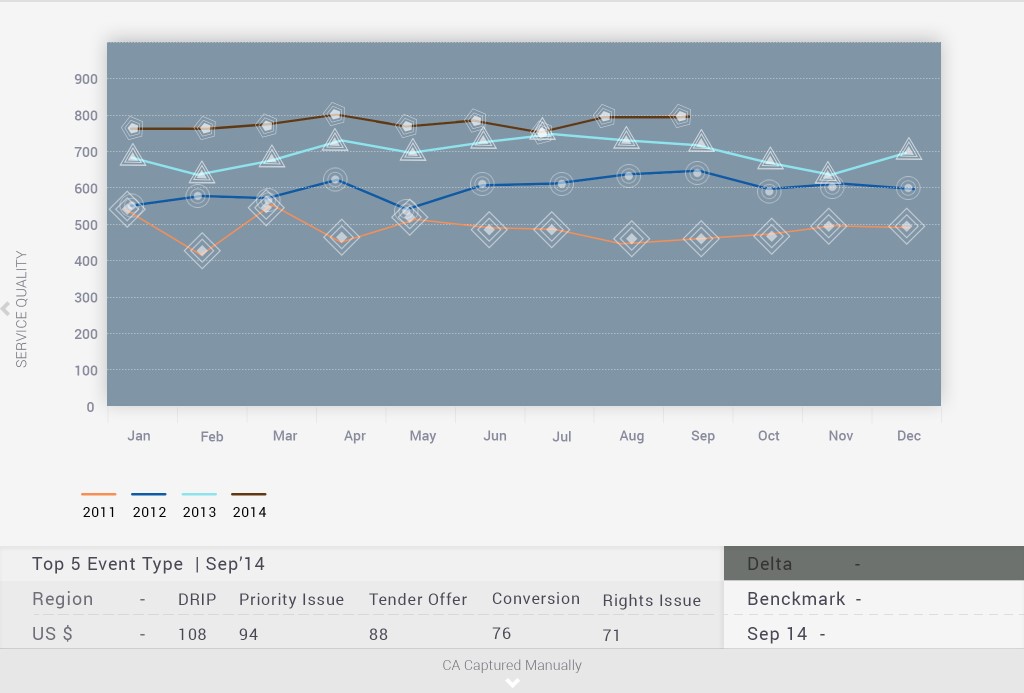 900
800
700
600
500
400
300
200
100
0
SERVICE QUALITY
Jan Feb Mar Apr May Jun Jul Aug Sep Oct Nov Dec
2011 2012 2013 2014
Top 5 Event Type | Sep’14
Delta -
Region - DRIP Priority Issue Tender Offer Conversion Rights Issue
Benckmark -
US $ - 108 94 88 76 71
Sep 14 -
CA Captured Manually